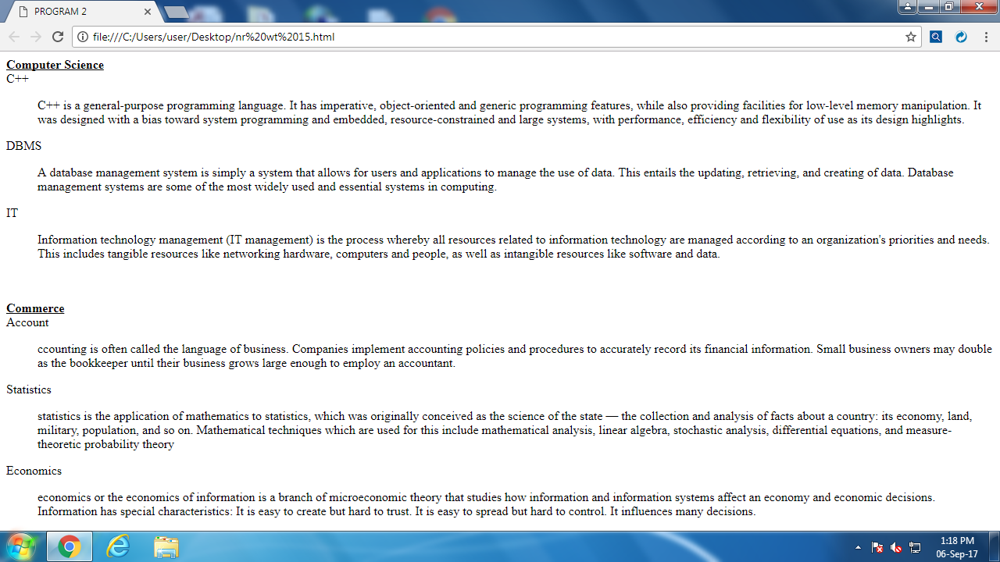 PROGRAM 2
file:///C:/Users/user/Desktop/nr%20wt%2015.html
Computer Science
C++
C++ is a general-purpose programming language. It has imperative, object-oriented and generic programming features, while also providing facilities for low-level memory manipulation. It
was designed with a bias toward system programming and embedded, resource-constrained and large systems, with performance, efficiency and flexibility of use as its design highlights.
DBMS
A database management system is simply a system that allows for users and applications to manage the use of data. This entails the updating, retrieving, and creating of data. Database
management systems are some of the most widely used and essential systems in computing.
IT
Information technology management (IT management) is the process whereby all resources related to information technology are managed according to an organization's priorities and needs.
This includes tangible resources like networking hardware, computers and people, as well as intangible resources like software and data.
Commerce
Account
ccounting is often called the language of business. Companies implement accounting policies and procedures to accurately record its financial information. Small business owners may double
as the bookkeeper until their business grows large enough to employ an accountant.
Statistics
statistics is the application of mathematics to statistics, which was originally conceived as the science of the state — the collection and analysis of facts about a country: its economy, land,
military, population, and so on. Mathematical techniques which are used for this include mathematical analysis, linear algebra, stochastic analysis, differential equations, and measure-
theoretic probability theory
Economics
economics or the economics of information is a branch of microeconomic theory that studies how information and information systems affect an economy and economic decisions.
Information has special characteristics: It is easy to create but hard to trust. It is easy to spread but hard to control. It influences many decisions.
1:18 PM
06-Sep-17